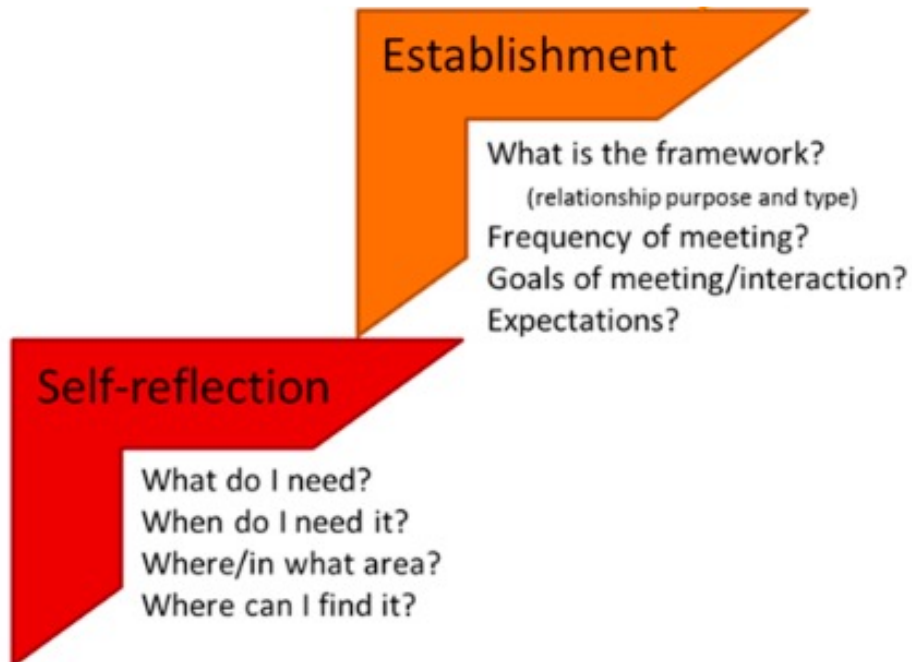 Establishment
What is the framework?
(relationship purpose and type)
Frequency of meeting?
Goals of meeting/interaction?
Expectations?
Self-reflection
What do I need?
When do I need it?
Where/in what area?
Where can I find it?